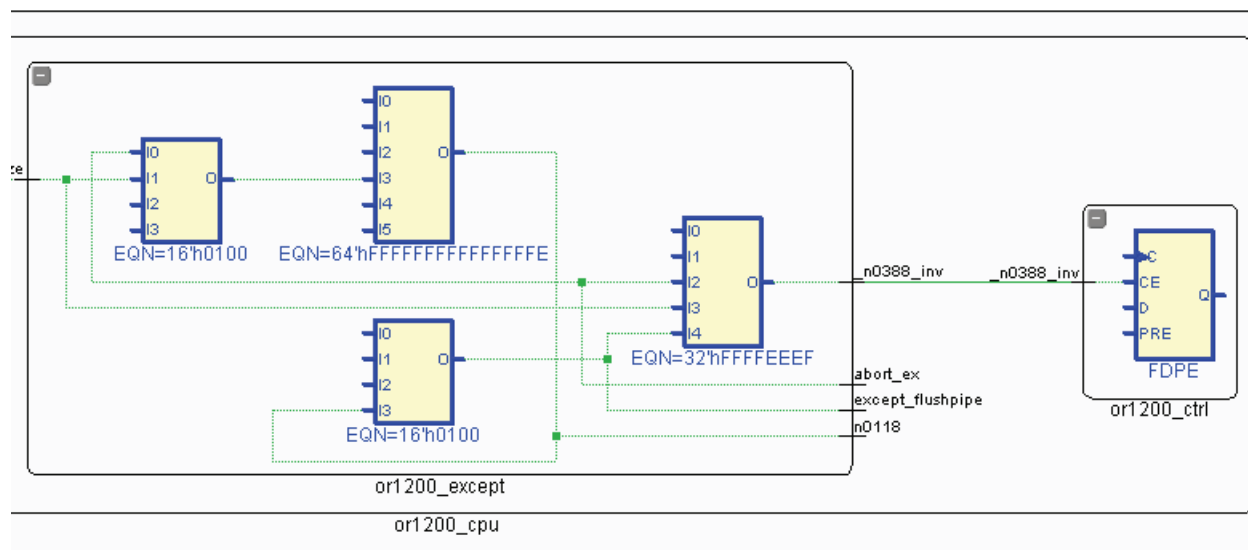 ze
I0
I1
I2
I3
O
EQN=16'h0100
I0
I1
I2
I3
I4
I5
O
EQN=64'hFFFFFFFFFFFFFFFE
I0
I1
I2
I3
I4
O
EQN=32'hFFFFEEEF
I0
I1
I2
I3
O
EQN=16'h0100
_n0388_inv
abort_ex
except_flushpipe
n0118
or1200_except
_n0388_inv
C
CE
D
PRE
Q
FDPE
or1200_ctrl
or1200_cpu